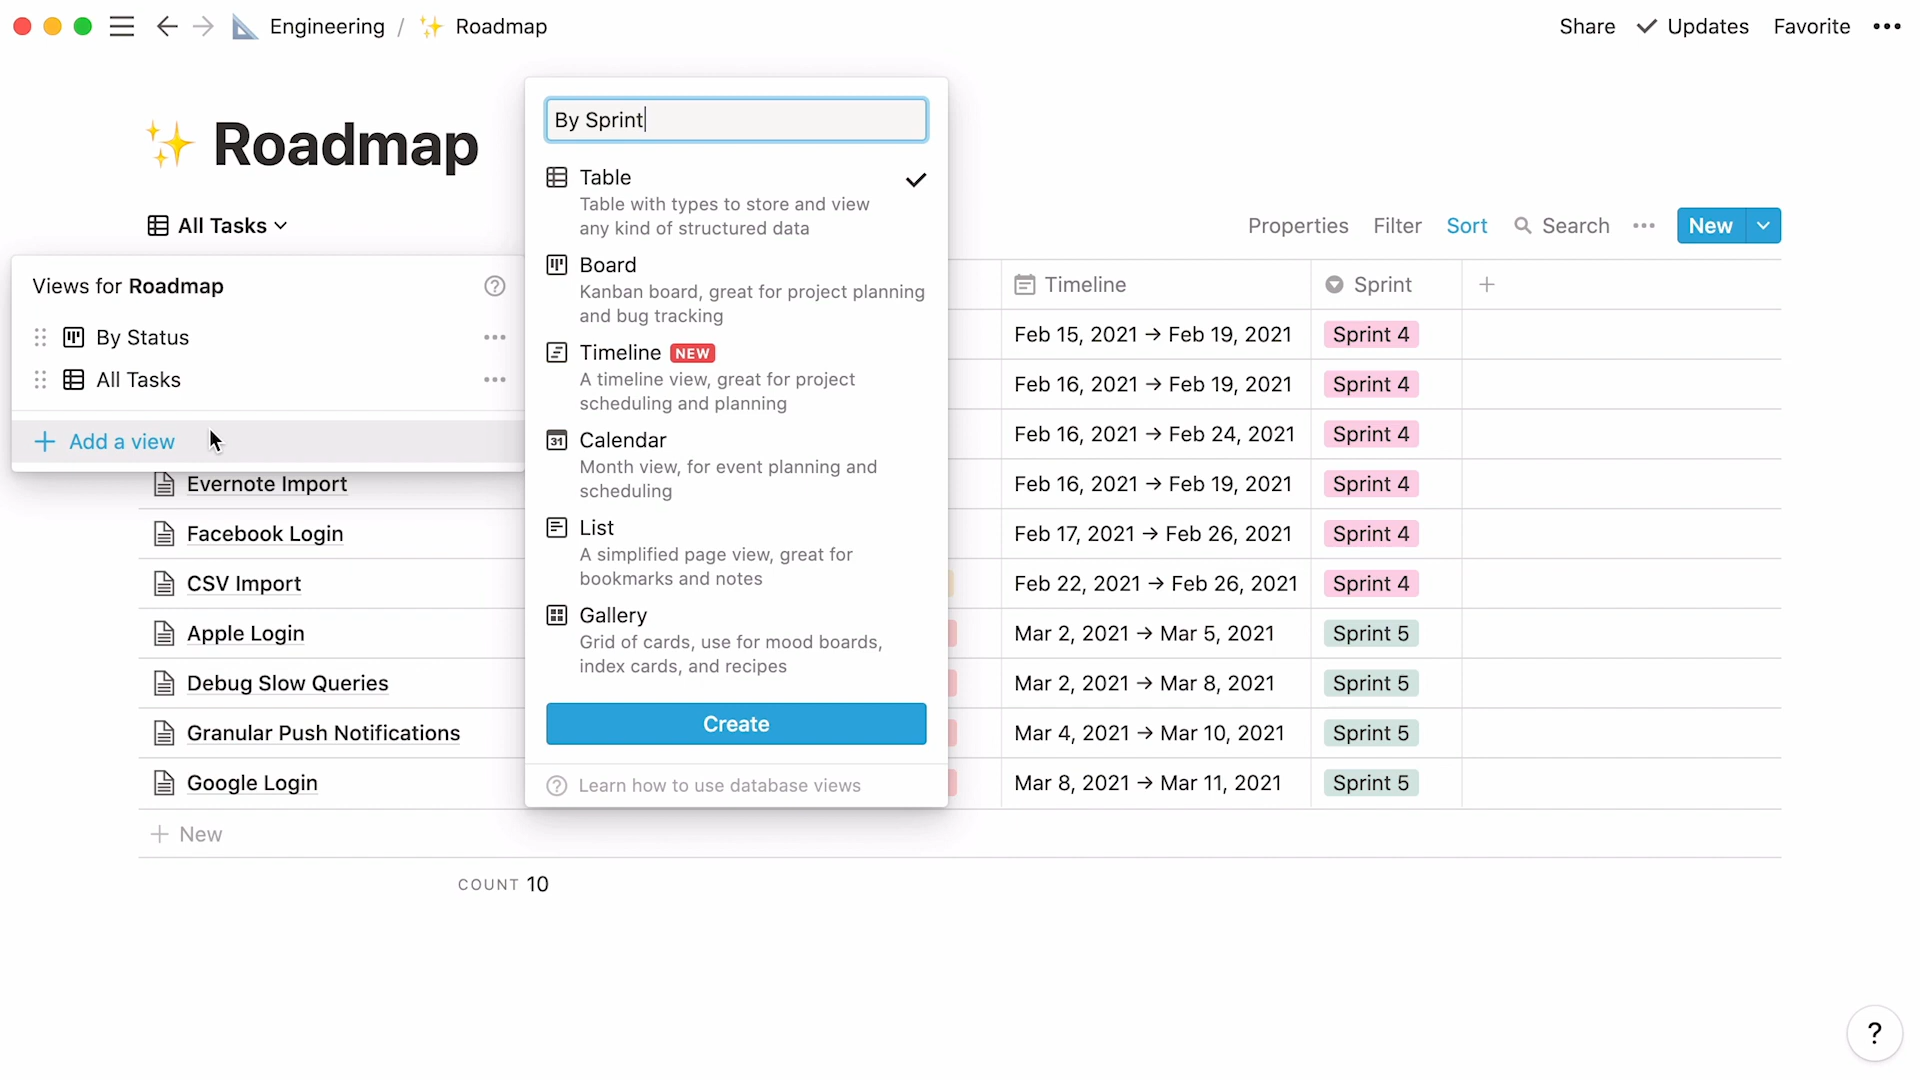 Engineering / ✨ Roadmap
Share ✓ Updates Favorite •••
✨ Roadmap
All Tasks
Properties Filter Sort Search ••• New
Views for Roadmap
By Status •••
All Tasks •••
+ Add a view
By Sprint
Table
Table with types to store and view
any kind of structured data
Board
Kanban board, great for project planning
and bug tracking
Timeline NEW
A timeline view, great for project
scheduling and planning
31 Calendar
Month view, for event planning and
scheduling
List
A simplified page view, great for
bookmarks and notes
Gallery
Grid of cards, use for mood boards,
index cards, and recipes
Create
? Learn how to use database views
Timeline Sprint +
Feb 15, 2021 → Feb 19, 2021 Sprint 4
Feb 16, 2021 → Feb 19, 2021 Sprint 4
Feb 16, 2021 → Feb 24, 2021 Sprint 4
Evernote Import Feb 16, 2021 → Feb 19, 2021 Sprint 4
Facebook Login Feb 17, 2021 → Feb 26, 2021 Sprint 4
CSV Import Feb 22, 2021 → Feb 26, 2021 Sprint 4
Apple Login Mar 2, 2021 → Mar 5, 2021 Sprint 5
Debug Slow Queries Mar 2, 2021 → Mar 8, 2021 Sprint 5
Granular Push Notifications Mar 4, 2021 → Mar 10, 2021 Sprint 5
Google Login Mar 8, 2021 → Mar 11, 2021 Sprint 5
+ New
COUNT 10
?